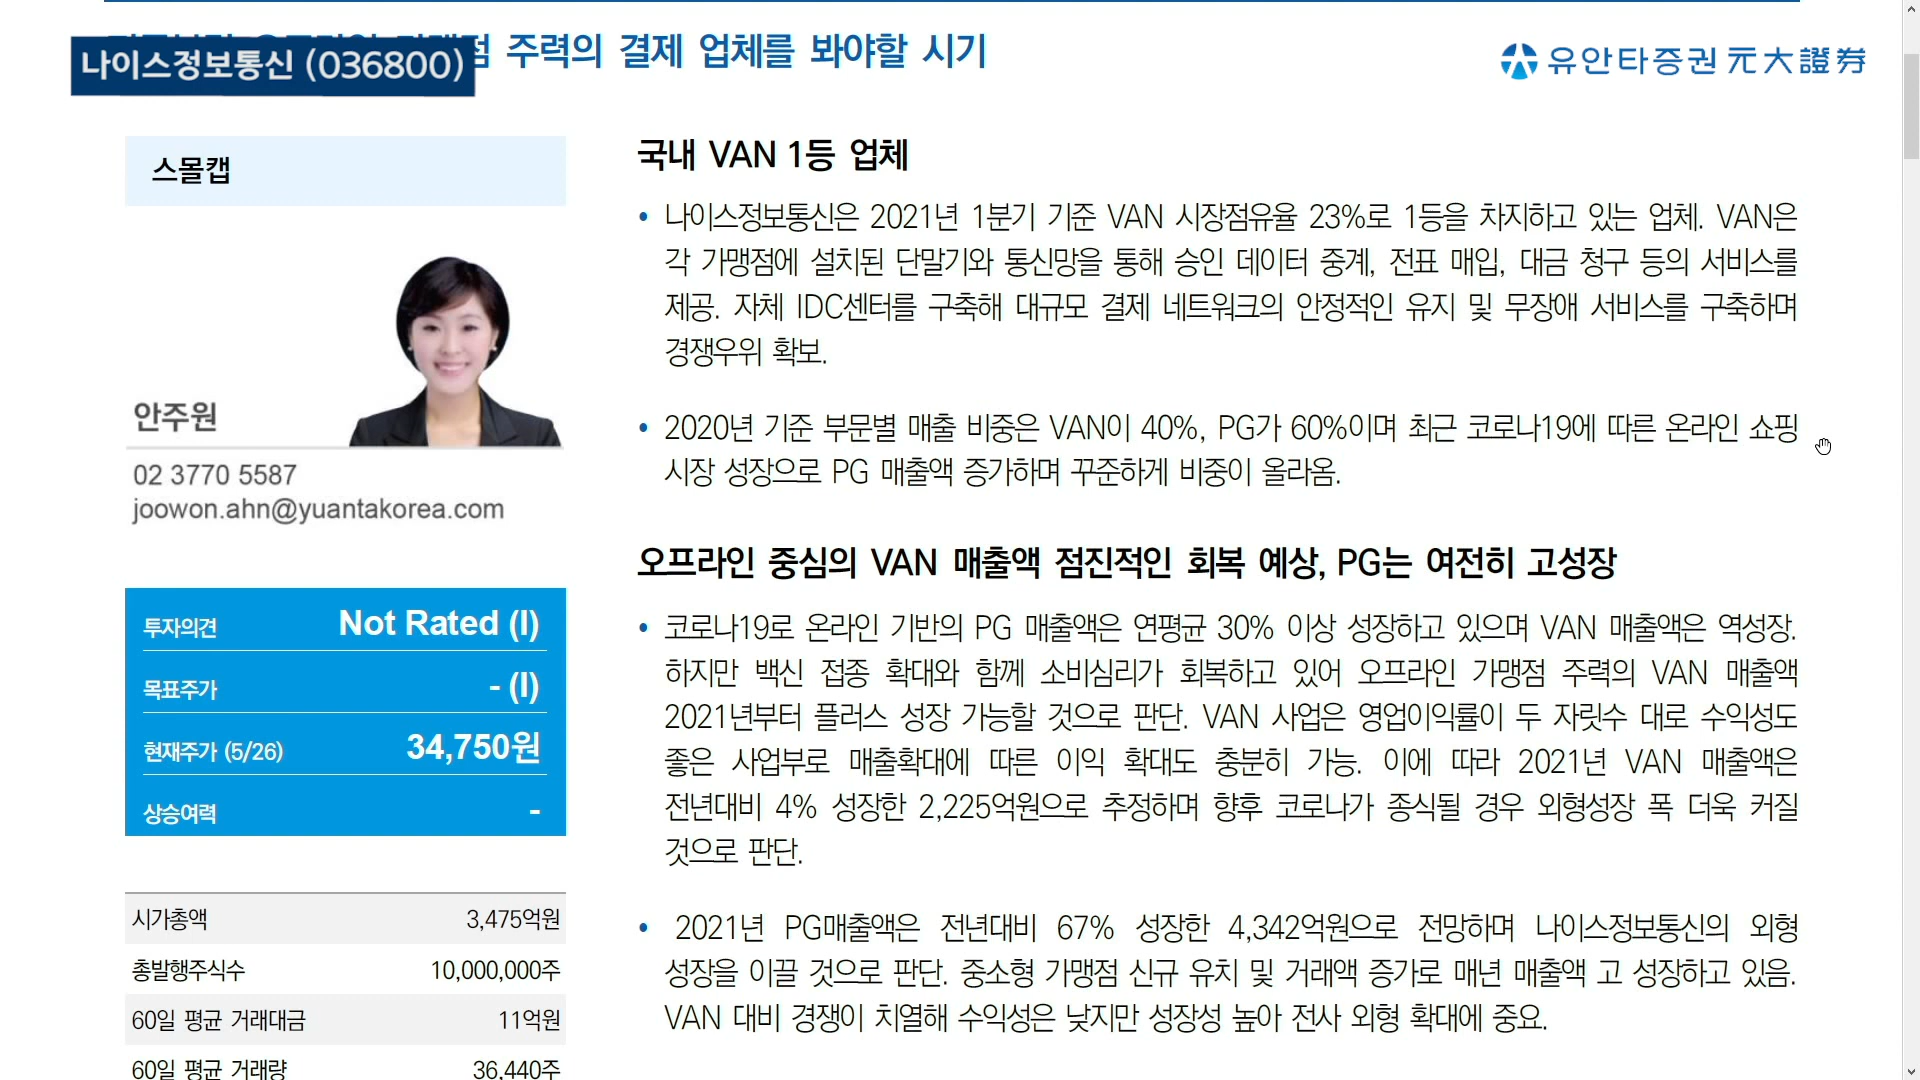 나이스정보통신 (036800)
주력의 결제 업체를 봐야할 시기
유안타증권 元大證券
스몰캡
안주원
02 3770 5587
joowon.ahn@yuantakorea.com
투자의견 Not Rated (I)
목표주가 - (I)
현재주가 (5/26) 34,750원
상승여력 -
시가총액 3,475억원
총발행주식수 10,000,000주
60일 평균 거래대금 11억원
60일 평균 거래량 36,440주
국내 VAN 1등 업체
• 나이스정보통신은 2021년 1분기 기준 VAN 시장점유율 23%로 1등을 차지하고 있는 업체. VAN은
각 가맹점에 설치된 단말기와 통신망을 통해 승인 데이터 중계, 전표 매입, 대금 청구 등의 서비스를
제공. 자체 IDC센터를 구축해 대규모 결제 네트워크의 안정적인 유지 및 무장애 서비스를 구축하며
경쟁우위 확보.
• 2020년 기준 부문별 매출 비중은 VAN이 40%, PG가 60%이며 최근 코로나19에 따른 온라인 쇼핑
시장 성장으로 PG 매출액 증가하며 꾸준하게 비중이 올라옴.
오프라인 중심의 VAN 매출액 점진적인 회복 예상, PG는 여전히 고성장
• 코로나19로 온라인 기반의 PG 매출액은 연평균 30% 이상 성장하고 있으며 VAN 매출액은 역성장.
하지만 백신 접종 확대와 함께 소비심리가 회복하고 있어 오프라인 가맹점 주력의 VAN 매출액
2021년부터 플러스 성장 가능할 것으로 판단. VAN 사업은 영업이익률이 두 자릿수 대로 수익성도
좋은 사업부로 매출확대에 따른 이익 확대도 충분히 가능. 이에 따라 2021년 VAN 매출액은
전년대비 4% 성장한 2,225억원으로 추정하며 향후 코로나가 종식될 경우 외형성장 폭 더욱 커질
것으로 판단.
• 2021년 PG매출액은 전년대비 67% 성장한 4,342억원으로 전망하며 나이스정보통신의 외형
성장을 이끌 것으로 판단. 중소형 가맹점 신규 유치 및 거래액 증가로 매년 매출액 고 성장하고 있음.
VAN 대비 경쟁이 치열해 수익성은 낮지만 성장성 높아 전사 외형 확대에 중요.